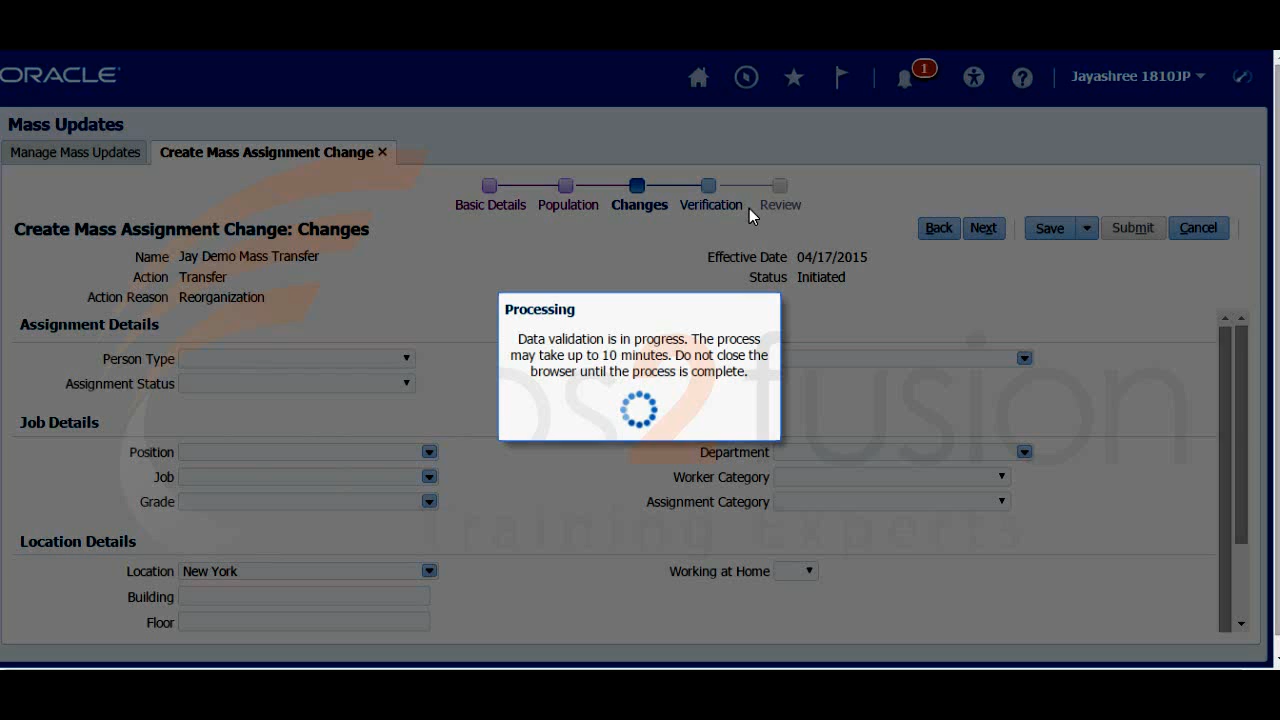 ORACLE
1
Jayashree 1810JP
Mass Updates
Manage Mass Updates
Create Mass Assignment Change ×
Basic Details
Population
Changes
Verification
Review
Create Mass Assignment Change: Changes
Back
Next
Save
Submit
Cancel
Name Jay Demo Mass Transfer
Effective Date 04/17/2015
Action Transfer
Status Initiated
Action Reason Reorganization
Processing
Data validation is in progress. The process
may take up to 10 minutes. Do not close the
browser until the process is complete.
Assignment Details
Person Type
Assignment Status
Job Details
Position
Department
Job
Worker Category
Grade
Assignment Category
Location Details
Location New York
Working at Home
Building
Floor
ps2fusion
Training Experts